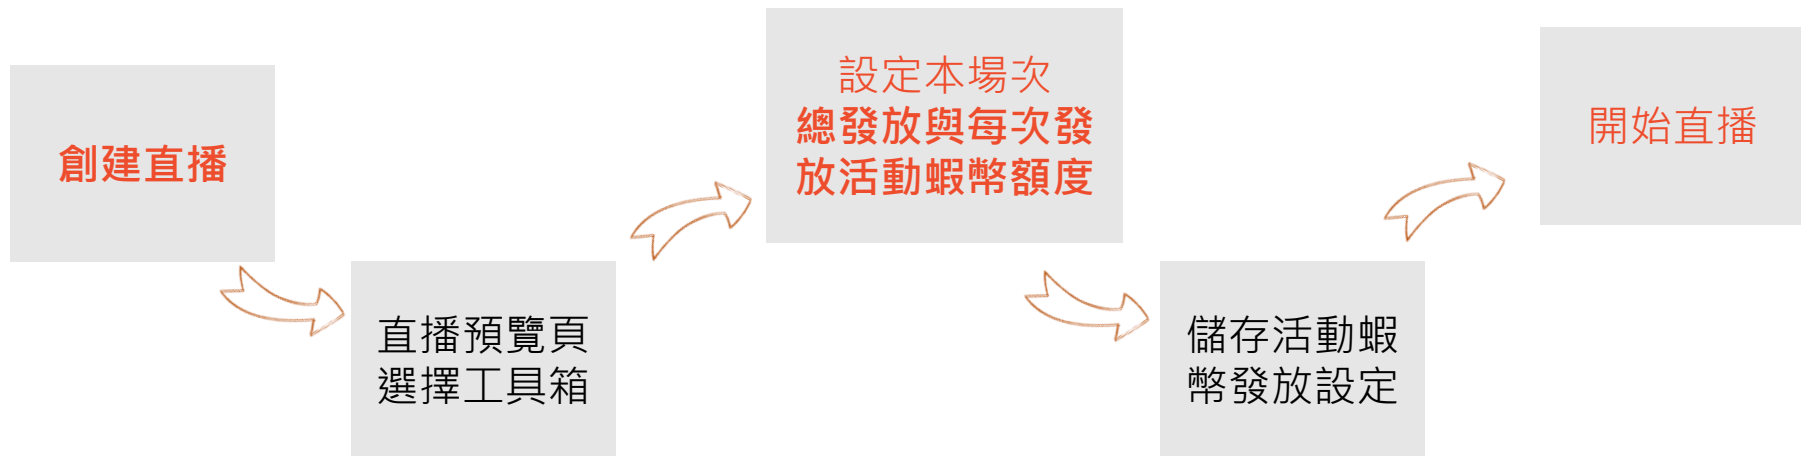 創建直播
直播預覽頁
選擇工具箱
設定本場次
總發放與每次發
放活動蝦幣額度
儲存活動蝦
幣發放設定
開始直播